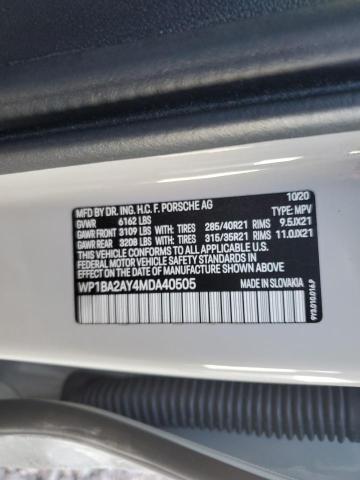 MFD BY DR. ING. H.C. F. PORSCHE AG 10/20
GVWR 6162 LBS TYPE: MPV
GAWR FRONT 3109 LBS WITH TIRES 285/40R21 RIMS 9.5JX21
GAWR REAR 3208 LBS WITH TIRES 315/35R21 RIMS 11.0JX21
THIS VEHICLE CONFORMS TO ALL APPLICABLE U.S.
FEDERAL MOTOR VEHICLE SAFETY STANDARDS IN EFFECT
ON THE DATE OF MANUFACTURE SHOWN ABOVE.
WP1BA2AY4MDA40505 MADE IN SLOVAKIA
9Y3.010.016.P